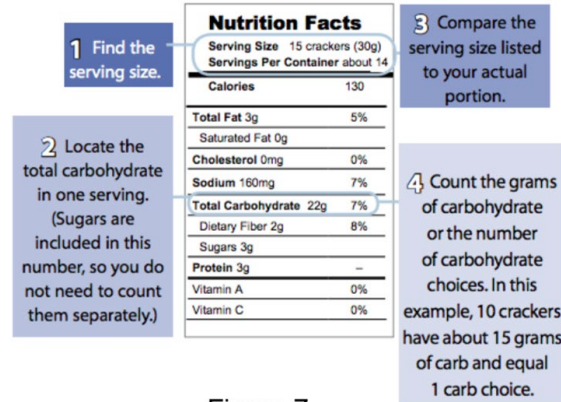 Nutrition Facts
1 Find the
serving size.
Serving Size 15 crackers (30g)
Servings Per Container about 14
3 Compare the
serving size listed
to your actual
portion.
Calories 130
Total Fat 3g 5%
Saturated Fat 0g
Cholesterol 0mg 0%
Sodium 160mg 7%
Total Carbohydrate 22g 7%
Dietary Fiber 2g 8%
Sugars 3g
Protein 3g –
Vitamin A 0%
Vitamin C 0%
2 Locate the
total carbohydrate
in one serving.
(Sugars are
included in this
number, so you do
not need to count
them separately.)
4 Count the grams
of carbohydrate
or the number
of carbohydrate
choices. In this
example, 10 crackers
have about 15 grams
of carb and equal
1 carb choice.